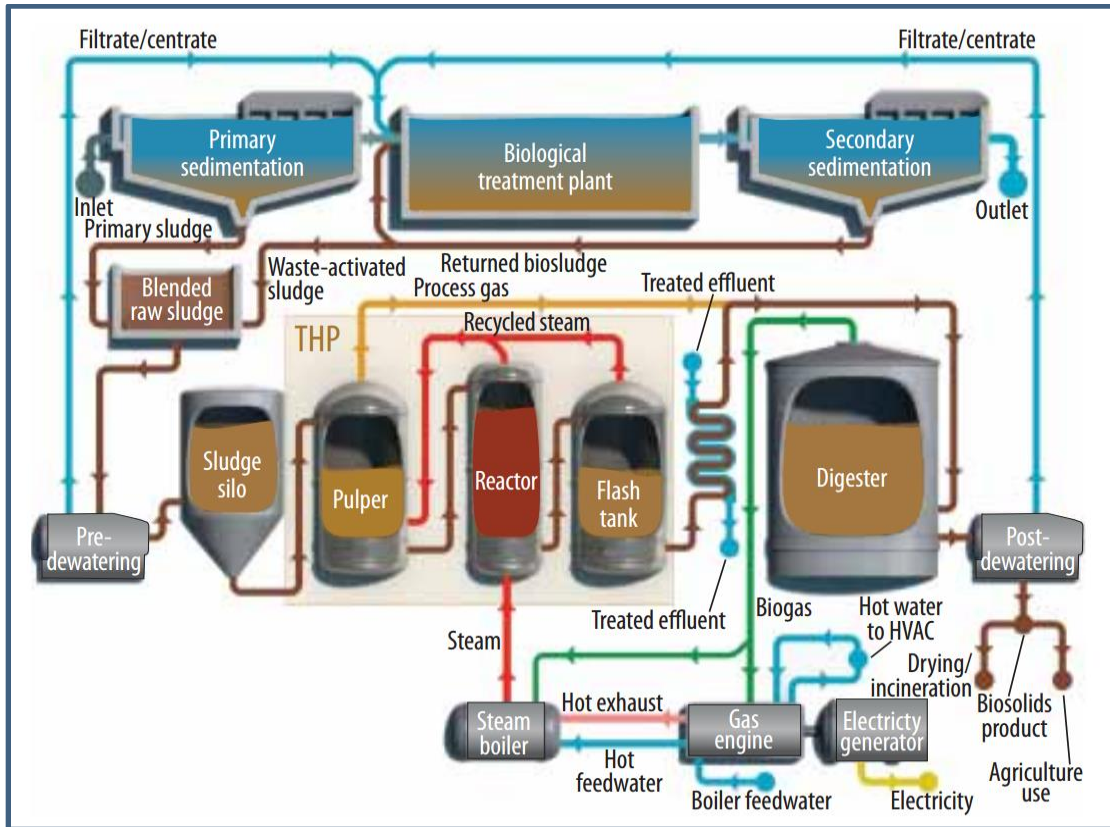 Filtrate/centrate
Filtrate/centrate
Primary
sedimentation
Biological
treatment plant
Secondary
sedimentation
Inlet
Outlet
Primary sludge
Waste-activated
sludge
Returned biosludge
Blended
raw sludge
Process gas
Treated effluent
THP
Recycled steam
Sludge
silo
Pulper
Reactor
Flash
tank
Digester
Pre-
dewatering
Post-
dewatering
Treated effluent
Biogas
Hot water
to HVAC
Steam
Drying/
incineration
Biosolids
product
Agriculture
use
Hot exhaust
Steam
boiler
Gas
engine
Electricty
generator
Hot
feedwater
Boiler feedwater
Electricity